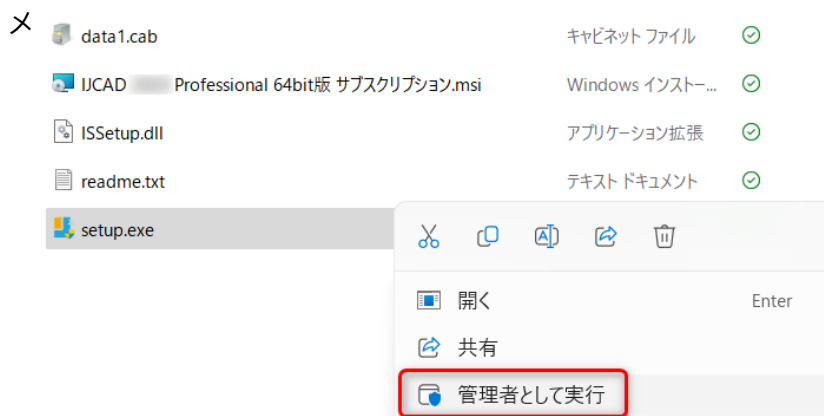 メ
data1.cab キャビネット ファイル
IJCAD Professional 64bit版 サブスクリプション.msi Windows インストー...
ISSetup.dll アプリケーション拡張
readme.txt テキスト ドキュメント
setup.exe
開く Enter
共有
管理者として実行